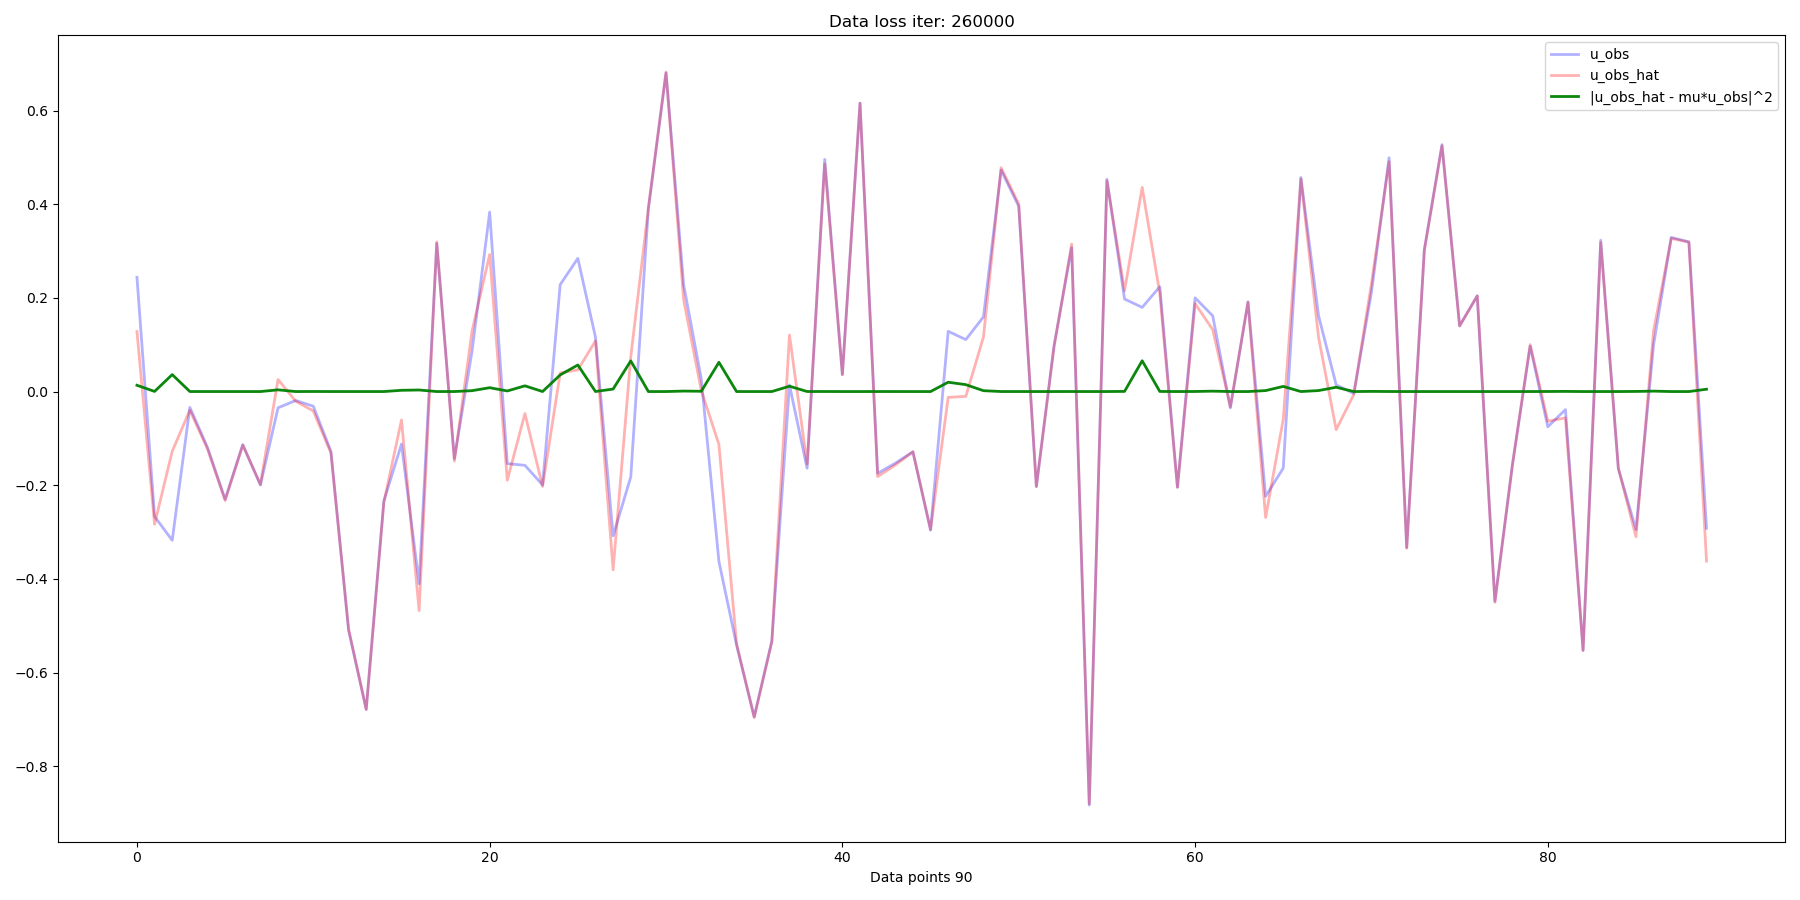 Data loss iter: 260000
u_obs
u_obs_hat
|u_obs_hat - mu*u_obs|^2
0.6
0.4
0.2
0.0
−0.2
−0.4
−0.6
−0.8
0 20 40 60 80
Data points 90